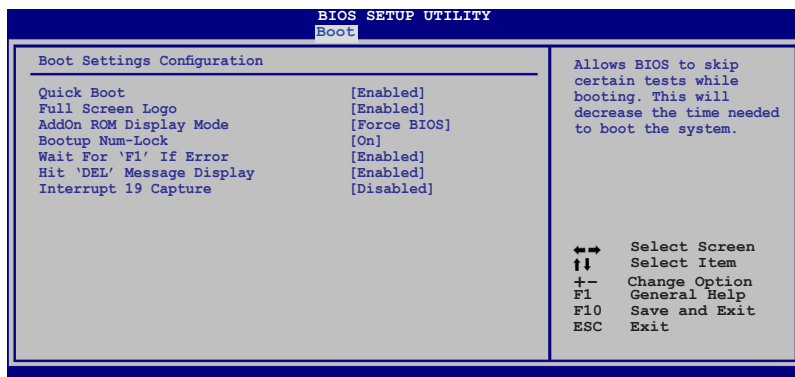 BIOS SETUP UTILITY
Boot
Boot Settings Configuration
Quick Boot [Enabled]
Full Screen Logo [Enabled]
AddOn ROM Display Mode [Force BIOS]
Bootup Num-Lock [On]
Wait For ‘F1’ If Error [Enabled]
Hit ‘DEL’ Message Display [Enabled]
Interrupt 19 Capture [Disabled]
Allows BIOS to skip
certain tests while
booting. This will
decrease the time needed
to boot the system.
←→ Select Screen
↑↓ Select Item
+- Change Option
F1 General Help
F10 Save and Exit
ESC Exit